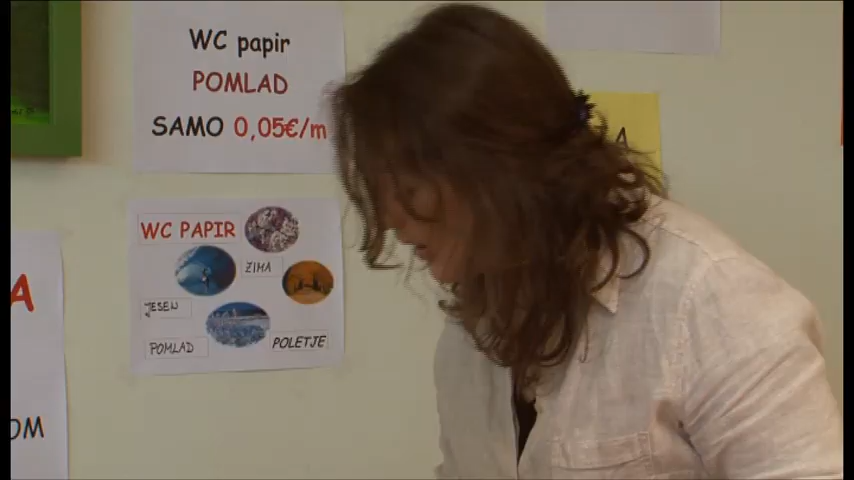 WC papir
POMLAD
SAMO 0,05€/m
WC PAPIR
ZIMA
JESEN
POMLAD
POLETJE
A
OM
A